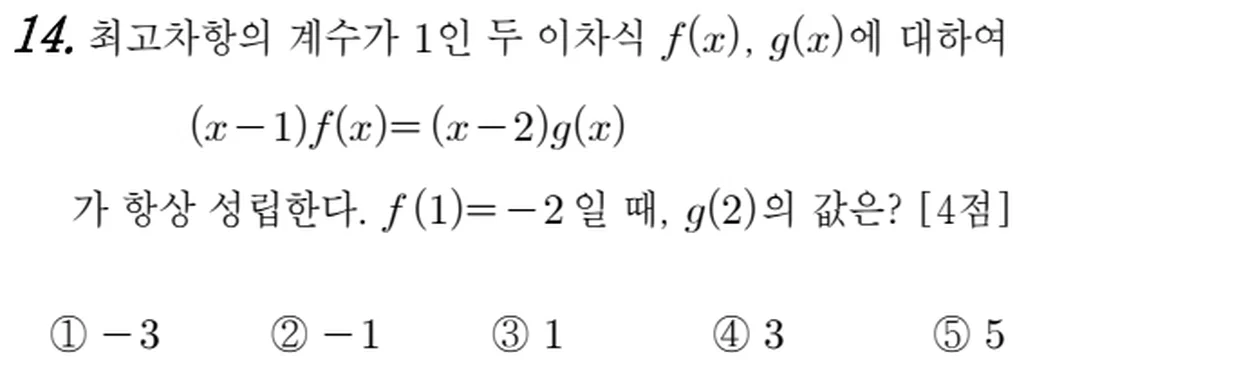 14. 최고차항의 계수가 1인 두 이차식 f(x), g(x)에 대하여
(x-1)f(x)=(x-2)g(x)
가 항상 성립한다. f(1)=-2일 때, g(2)의 값은? [4점]
① -3 ② -1 ③ 1 ④ 3 ⑤ 5